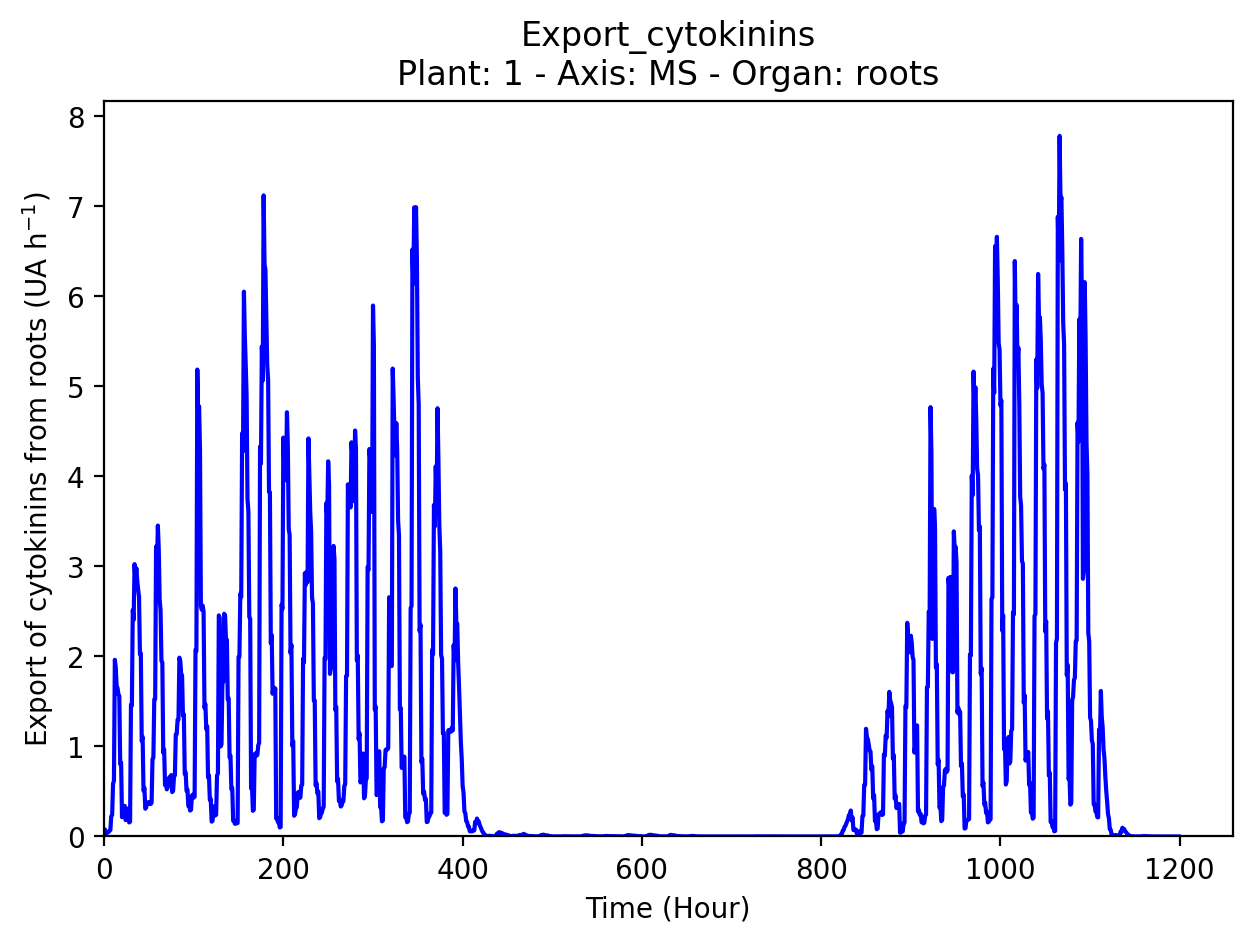 Export_cytokinins
Plant: 1 - Axis: MS - Organ: roots
8
7
6
5
4
3
2
1
0
Export of cytokinins from roots (UA h⁻¹)
0 200 400 600 800 1000 1200
Time (Hour)